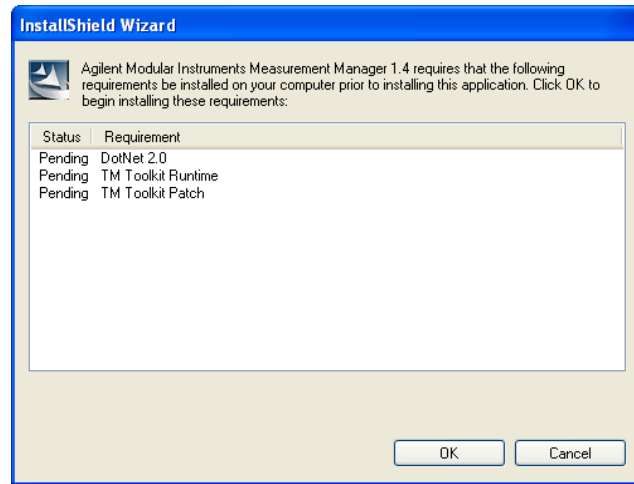 InstallShield Wizard
Agilent Modular Instruments Measurement Manager 1.4 requires that the following
requirements be installed on your computer prior to installing this application. Click OK to
begin installing these requirements:
Status Requirement
Pending DotNet 2.0
Pending TM Toolkit Runtime
Pending TM Toolkit Patch
OK Cancel